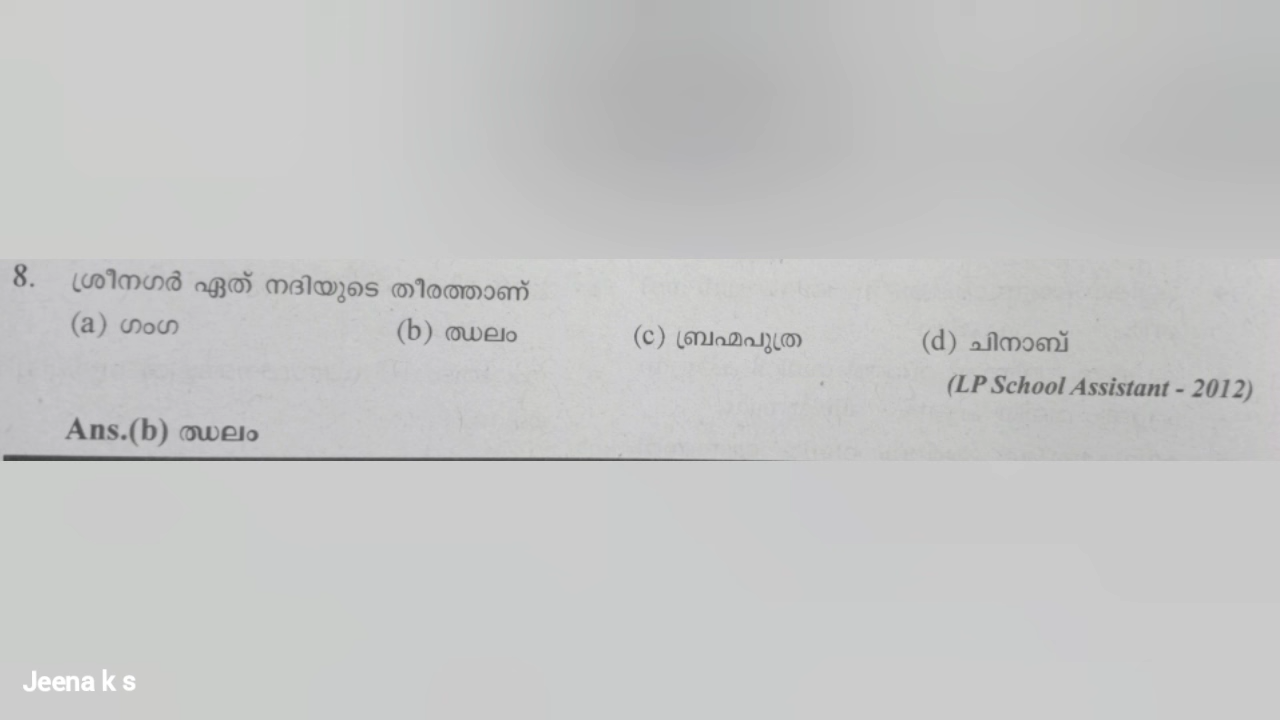 8. ശ്രീനഗർ ഏത് നദിയുടെ തീരത്താണ്
(a) ഗംഗ (b) ഝലം (c) ബ്രഹ്മപുത്ര (d) ചിനാബ്
(LP School Assistant - 2012)
Ans.(b) ഝലം
Jeena k s